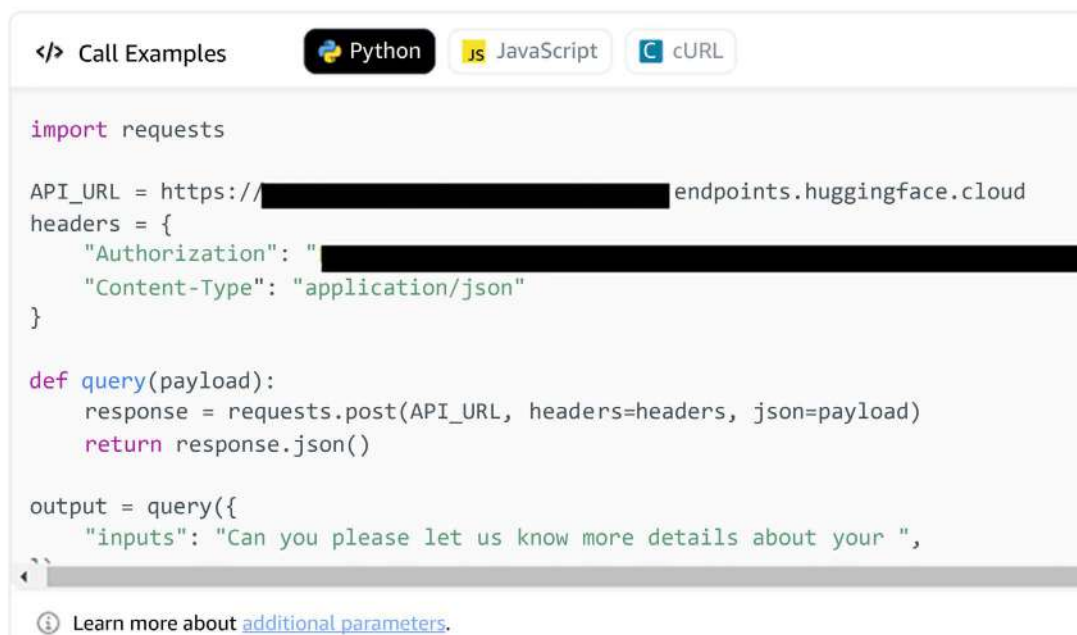 </> Call Examples Python JS JavaScript C cURL
import requests
API_URL = https:// endpoints.huggingface.cloud
headers = {
"Authorization": "
"Content-Type": "application/json"
}
def query(payload):
response = requests.post(API_URL, headers=headers, json=payload)
return response.json()
output = query({
"inputs": "Can you please let us know more details about your ",
Learn more about additional parameters.